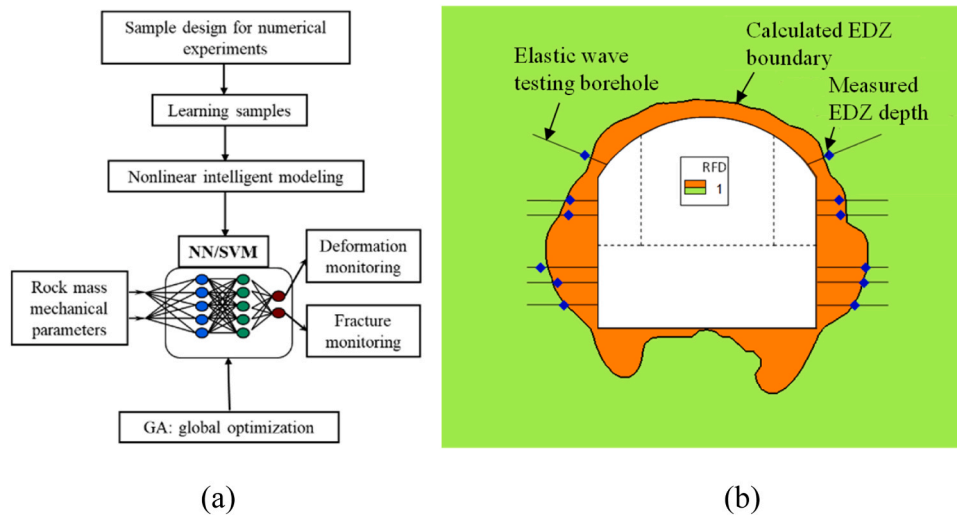 Sample design for numerical
experiments
Learning samples
Nonlinear intelligent modeling
NN/SVM
Rock mass
mechanical
parameters
Deformation
monitoring
Fracture
monitoring
GA: global optimization
(a)
Elastic wave
testing borehole
Calculated EDZ
boundary
Measured
EDZ depth
RFD
1
(b)